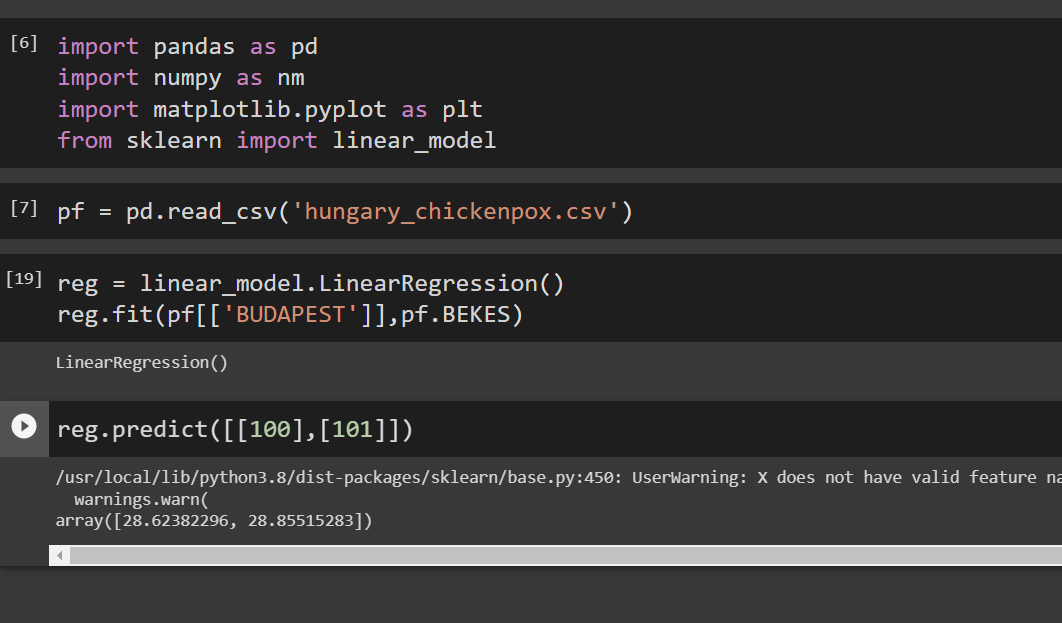 [6] import pandas as pd
import numpy as nm
import matplotlib.pyplot as plt
from sklearn import linear_model
[7] pf = pd.read_csv('hungary_chickenpox.csv')
[19] reg = linear_model.LinearRegression()
reg.fit(pf[['BUDAPEST']],pf.BEKES)
LinearRegression()
reg.predict([[100],[101]])
/usr/local/lib/python3.8/dist-packages/sklearn/base.py:450: UserWarning: X does not have valid feature na
warnings.warn(
array([28.62382296, 28.85515283])